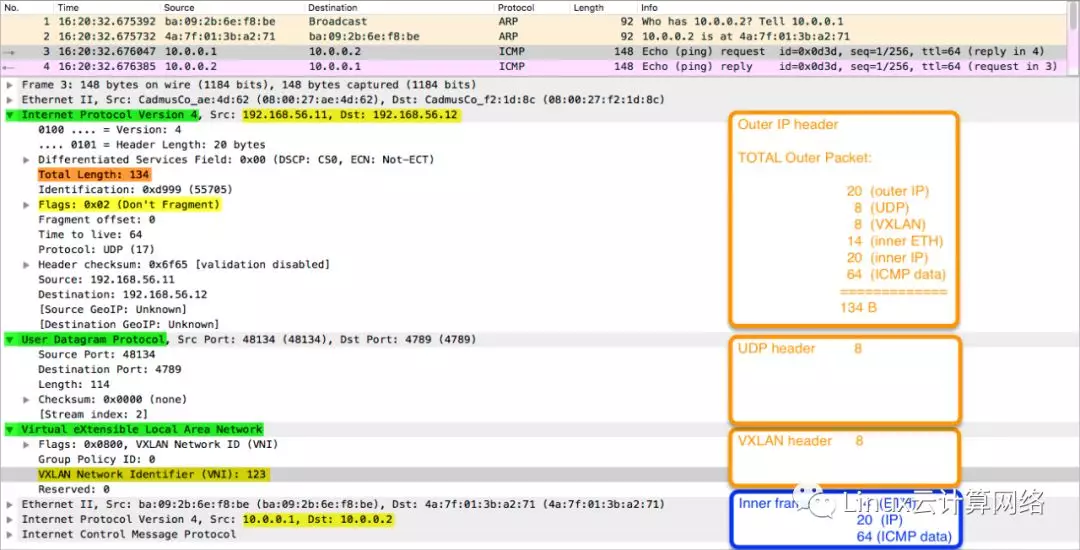 No. Time Source Destination Protocol Length Info
1 16:20:32.675392 ba:09:2b:6e:f8:be Broadcast ARP 92 Who has 10.0.0.2? Tell 10.0.0.1
2 16:20:32.675732 4a:7f:01:3b:a2:71 ba:09:2b:6e:f8:be ARP 92 10.0.0.2 is at 4a:7f:01:3b:a2:71
3 16:20:32.676047 10.0.0.1 10.0.0.2 ICMP 148 Echo (ping) request id=0x0d3d, seq=1/256, ttl=64 (reply in 4)
4 16:20:32.676385 10.0.0.2 10.0.0.1 ICMP 148 Echo (ping) reply id=0x0d3d, seq=1/256, ttl=64 (request in 3)
Frame 3: 148 bytes on wire (1184 bits), 148 bytes captured (1184 bits)
Ethernet II, Src: CadmusCo_ae:4d:62 (08:00:27:ae:4d:62), Dst: CadmusCo_f2:1d:8c (08:00:27:f2:1d:8c)
Internet Protocol Version 4, Src: 192.168.56.11, Dst: 192.168.56.12
0100 .... = Version: 4
.... 0101 = Header Length: 20 bytes
Differentiated Services Field: 0x00 (DSCP: CS0, ECN: Not-ECT)
Total Length: 134
Identification: 0xd999 (55705)
Flags: 0x02 (Don't Fragment)
Fragment offset: 0
Time to live: 64
Protocol: UDP (17)
Header checksum: 0x6f65 [validation disabled]
Source: 192.168.56.11
Destination: 192.168.56.12
[Source GeoIP: Unknown]
[Destination GeoIP: Unknown]
User Datagram Protocol, Src Port: 48134 (48134), Dst Port: 4789 (4789)
Source Port: 48134
Destination Port: 4789
Length: 114
Checksum: 0x0000 (none)
[Stream index: 2]
Virtual eXtensible Local Area Network
Flags: 0x0800, VXLAN Network ID (VNI)
Group Policy ID: 0
VXLAN Network Identifier (VNI): 123
Reserved: 0
Ethernet II, Src: ba:09:2b:6e:f8:be (ba:09:2b:6e:f8:be), Dst: 4a:7f:01:3b:a2:71 (4a:7f:01:3b:a2:71)
Internet Protocol Version 4, Src: 10.0.0.1, Dst: 10.0.0.2
Internet Control Message Protocol
Outer IP header
TOTAL Outer Packet:
20 (outer IP)
8 (UDP)
8 (VXLAN)
14 (inner ETH)
20 (inner IP)
64 (ICMP data)
=============
134 B
UDP header 8
VXLAN header 8
Inner
20 (IP)
64 (ICMP data)
Linux云计算网络